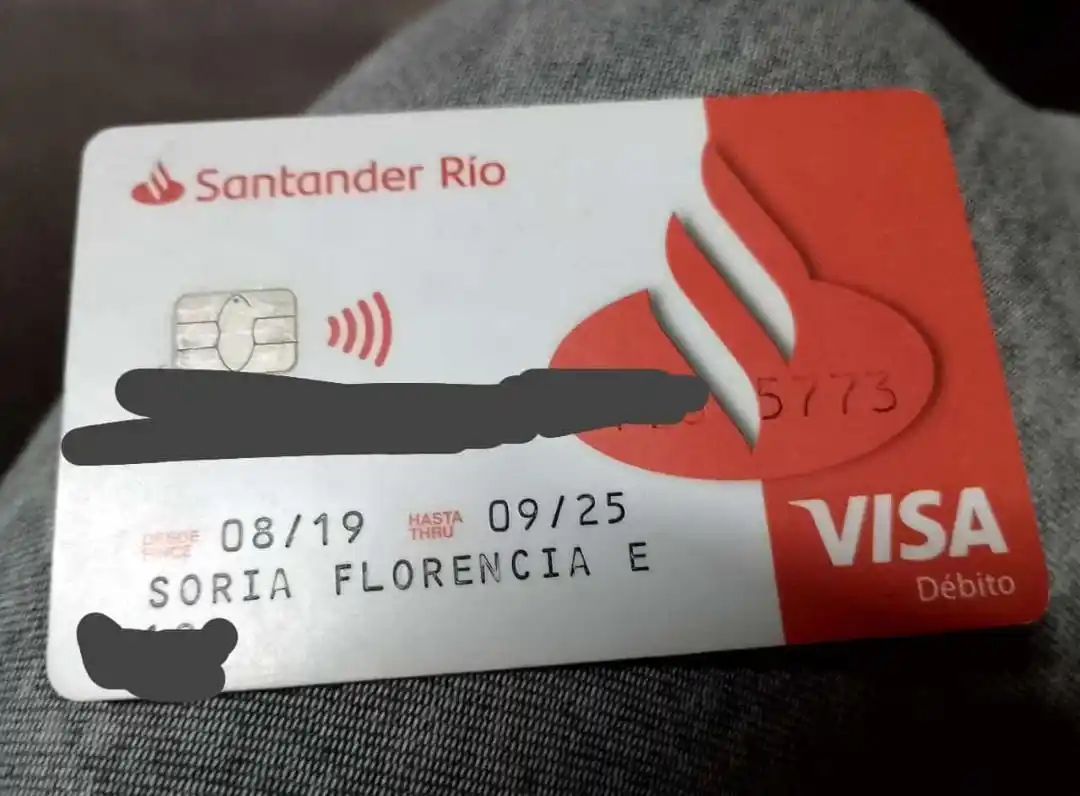 Santander Río
5773
DESDE HASTA
SINCE 08/19 THRU 09/25
SORIA FLORENCIA E
VISA
Débito